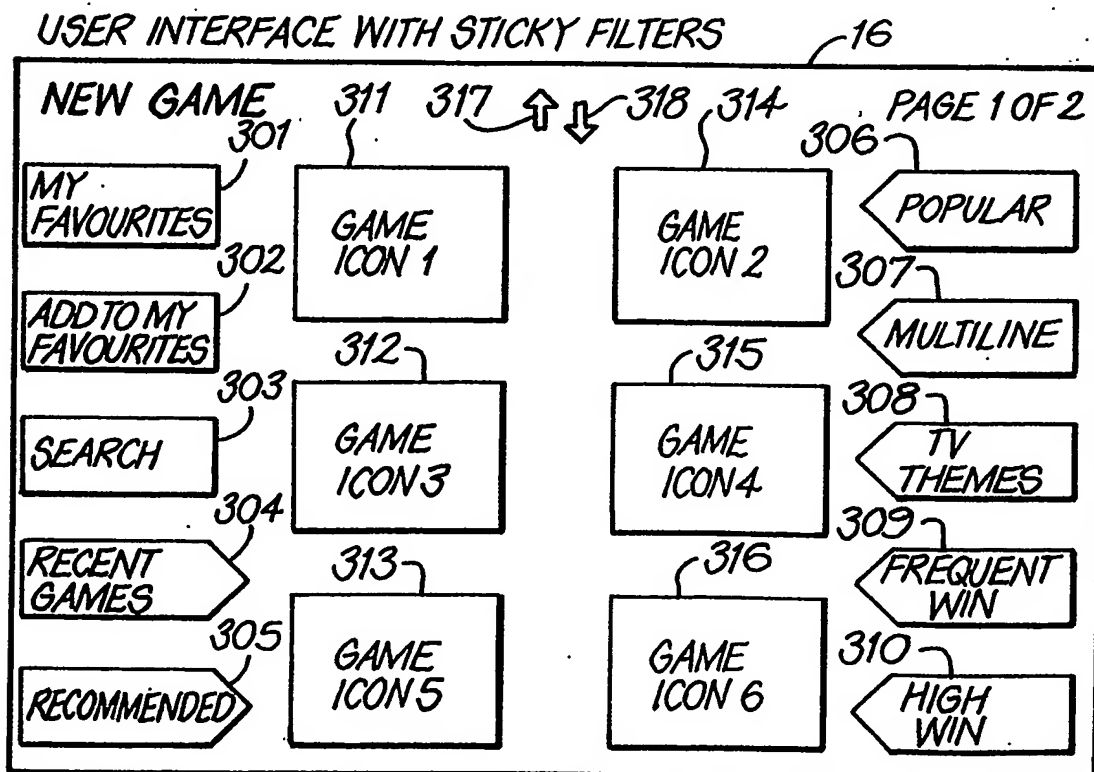 USER INTERFACE WITH STICKY FILTERS
16
NEW GAME
311
317
318
314
PAGE 1 OF 2
301
306
MY
FAVOURITES
GAME
ICON 1
GAME
ICON 2
POPULAR
302
307
ADD TO MY
FAVOURITES
MULTILINE
312
315
303
308
SEARCH
GAME
ICON 3
GAME
ICON 4
TV
THEMES
304
309
RECENT
GAMES
313
316
FREQUENT
WIN
305
310
RECOMMENDED
GAME
ICON 5
GAME
ICON 6
HIGH
WIN